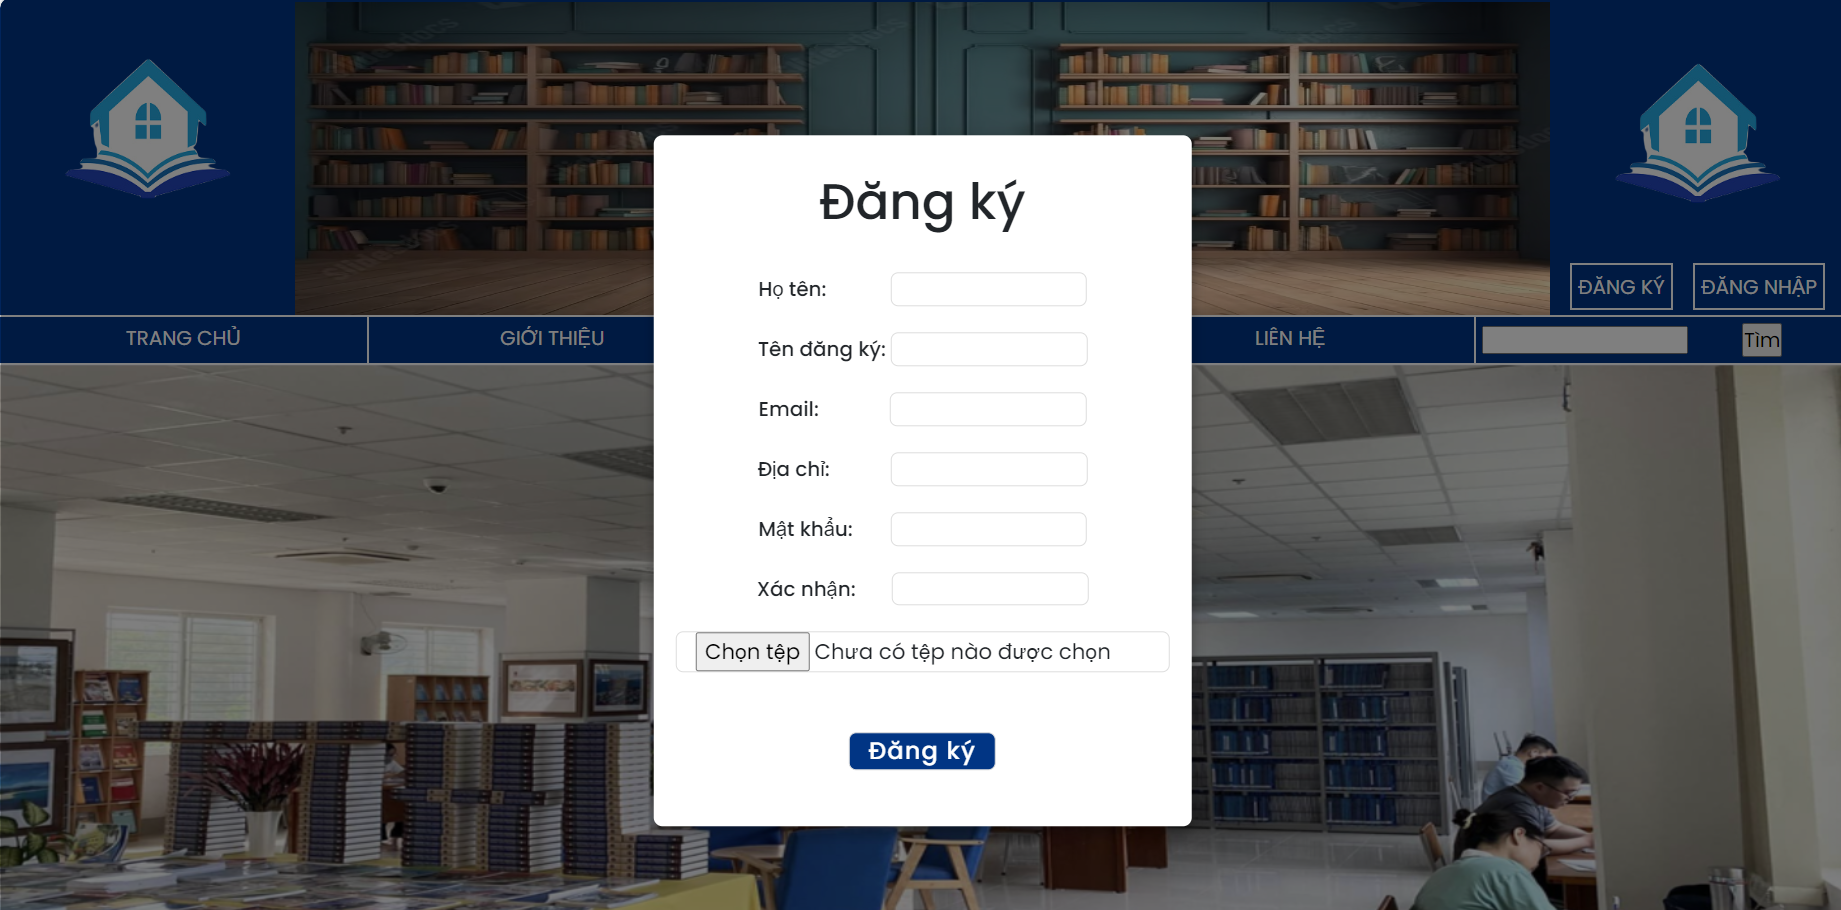 ĐĂNG KÝ
ĐĂNG NHẬP
TRANG CHỦ
GIỚI THIỆU
LIÊN HỆ
Tìm
Đăng ký
Họ tên:
Tên đăng ký:
Email:
Địa chỉ:
Mật khẩu:
Xác nhận:
Chọn tệp Chưa có tệp nào được chọn
Đăng ký